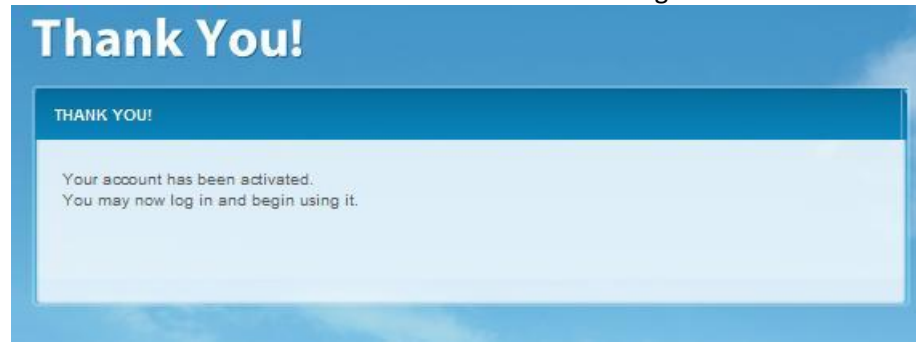 Thank You!
THANK YOU!
Your account has been activated.
You may now log in and begin using it.